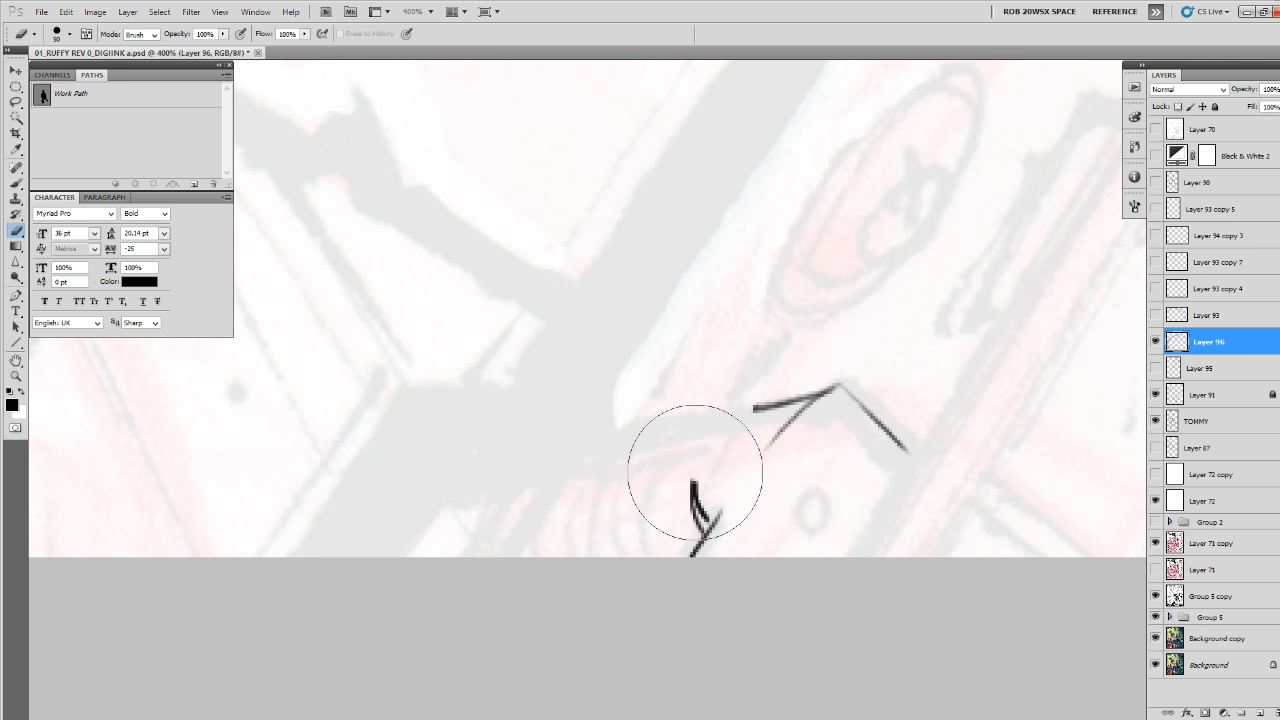 Ps File Edit Image Layer Select Filter View Window Help Br Mb 400% ROB 20WSX SPACE REFERENCE CS Live
50 Mode: Brush Opacity: 100% Flow: 100% Erase to History
01_RUFFY REV 0_DIGIINK a.psd @ 400% (Layer 96, RGB/8#) *
CHANNELS PATHS
Work Path
CHARACTER PARAGRAPH
Myriad Pro Bold
36 pt 20.14 pt
Metrics -25
100% 100%
0 pt Color:
English: UK Sharp
LAYERS
Normal Opacity: 100%
Lock: Fill: 100%
Layer 70
Black & White 2
Layer 90
Layer 93 copy 5
Layer 94 copy 3
Layer 93 copy 7
Layer 93 copy 4
Layer 93
Layer 96
Layer 95
Layer 91
TOMMY
Layer 87
Layer 72 copy
Layer 72
Group 2
Layer 71 copy
Layer 71
Group 5 copy
Group 5
Background copy
Background